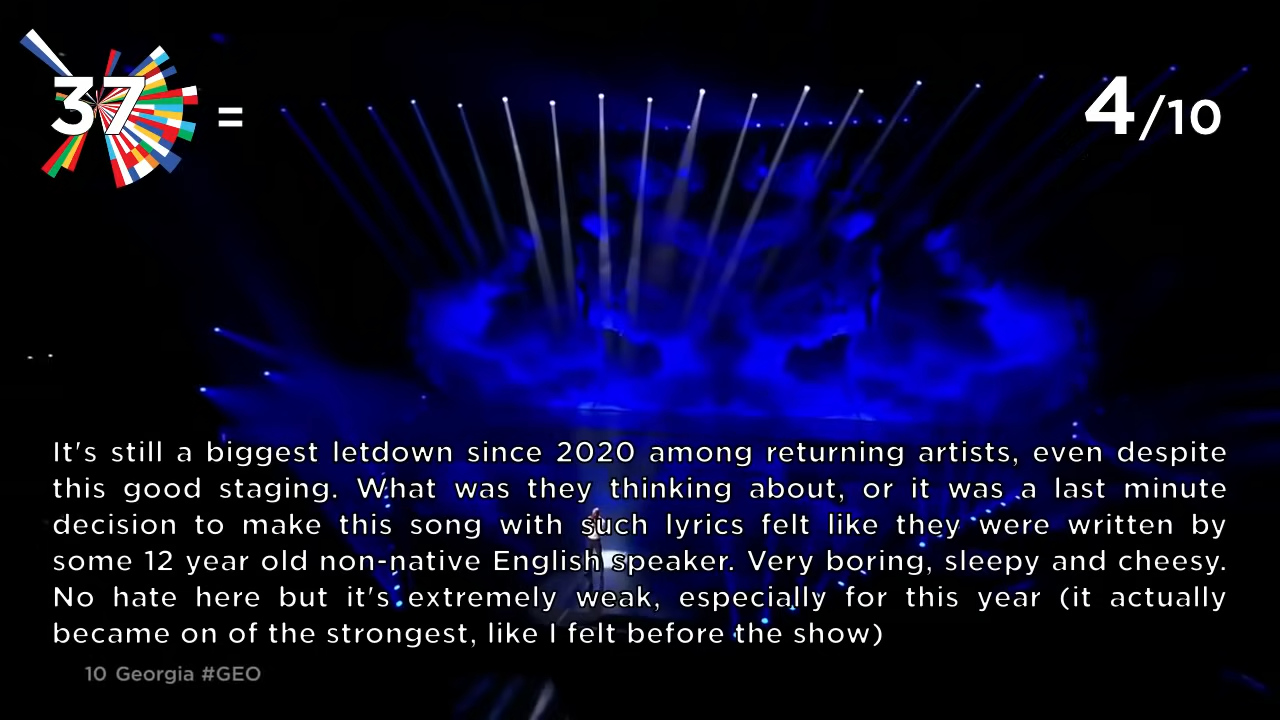 37 =
4/10
It's still a biggest letdown since 2020 among returning artists, even despite
this good staging. What was they thinking about, or it was a last minute
decision to make this song with such lyrics felt like they were written by
some 12 year old non-native English speaker. Very boring, sleepy and cheesy.
No hate here but it's extremely weak, especially for this year (it actually
became on of the strongest, like I felt before the show)
10 Georgia #GEO